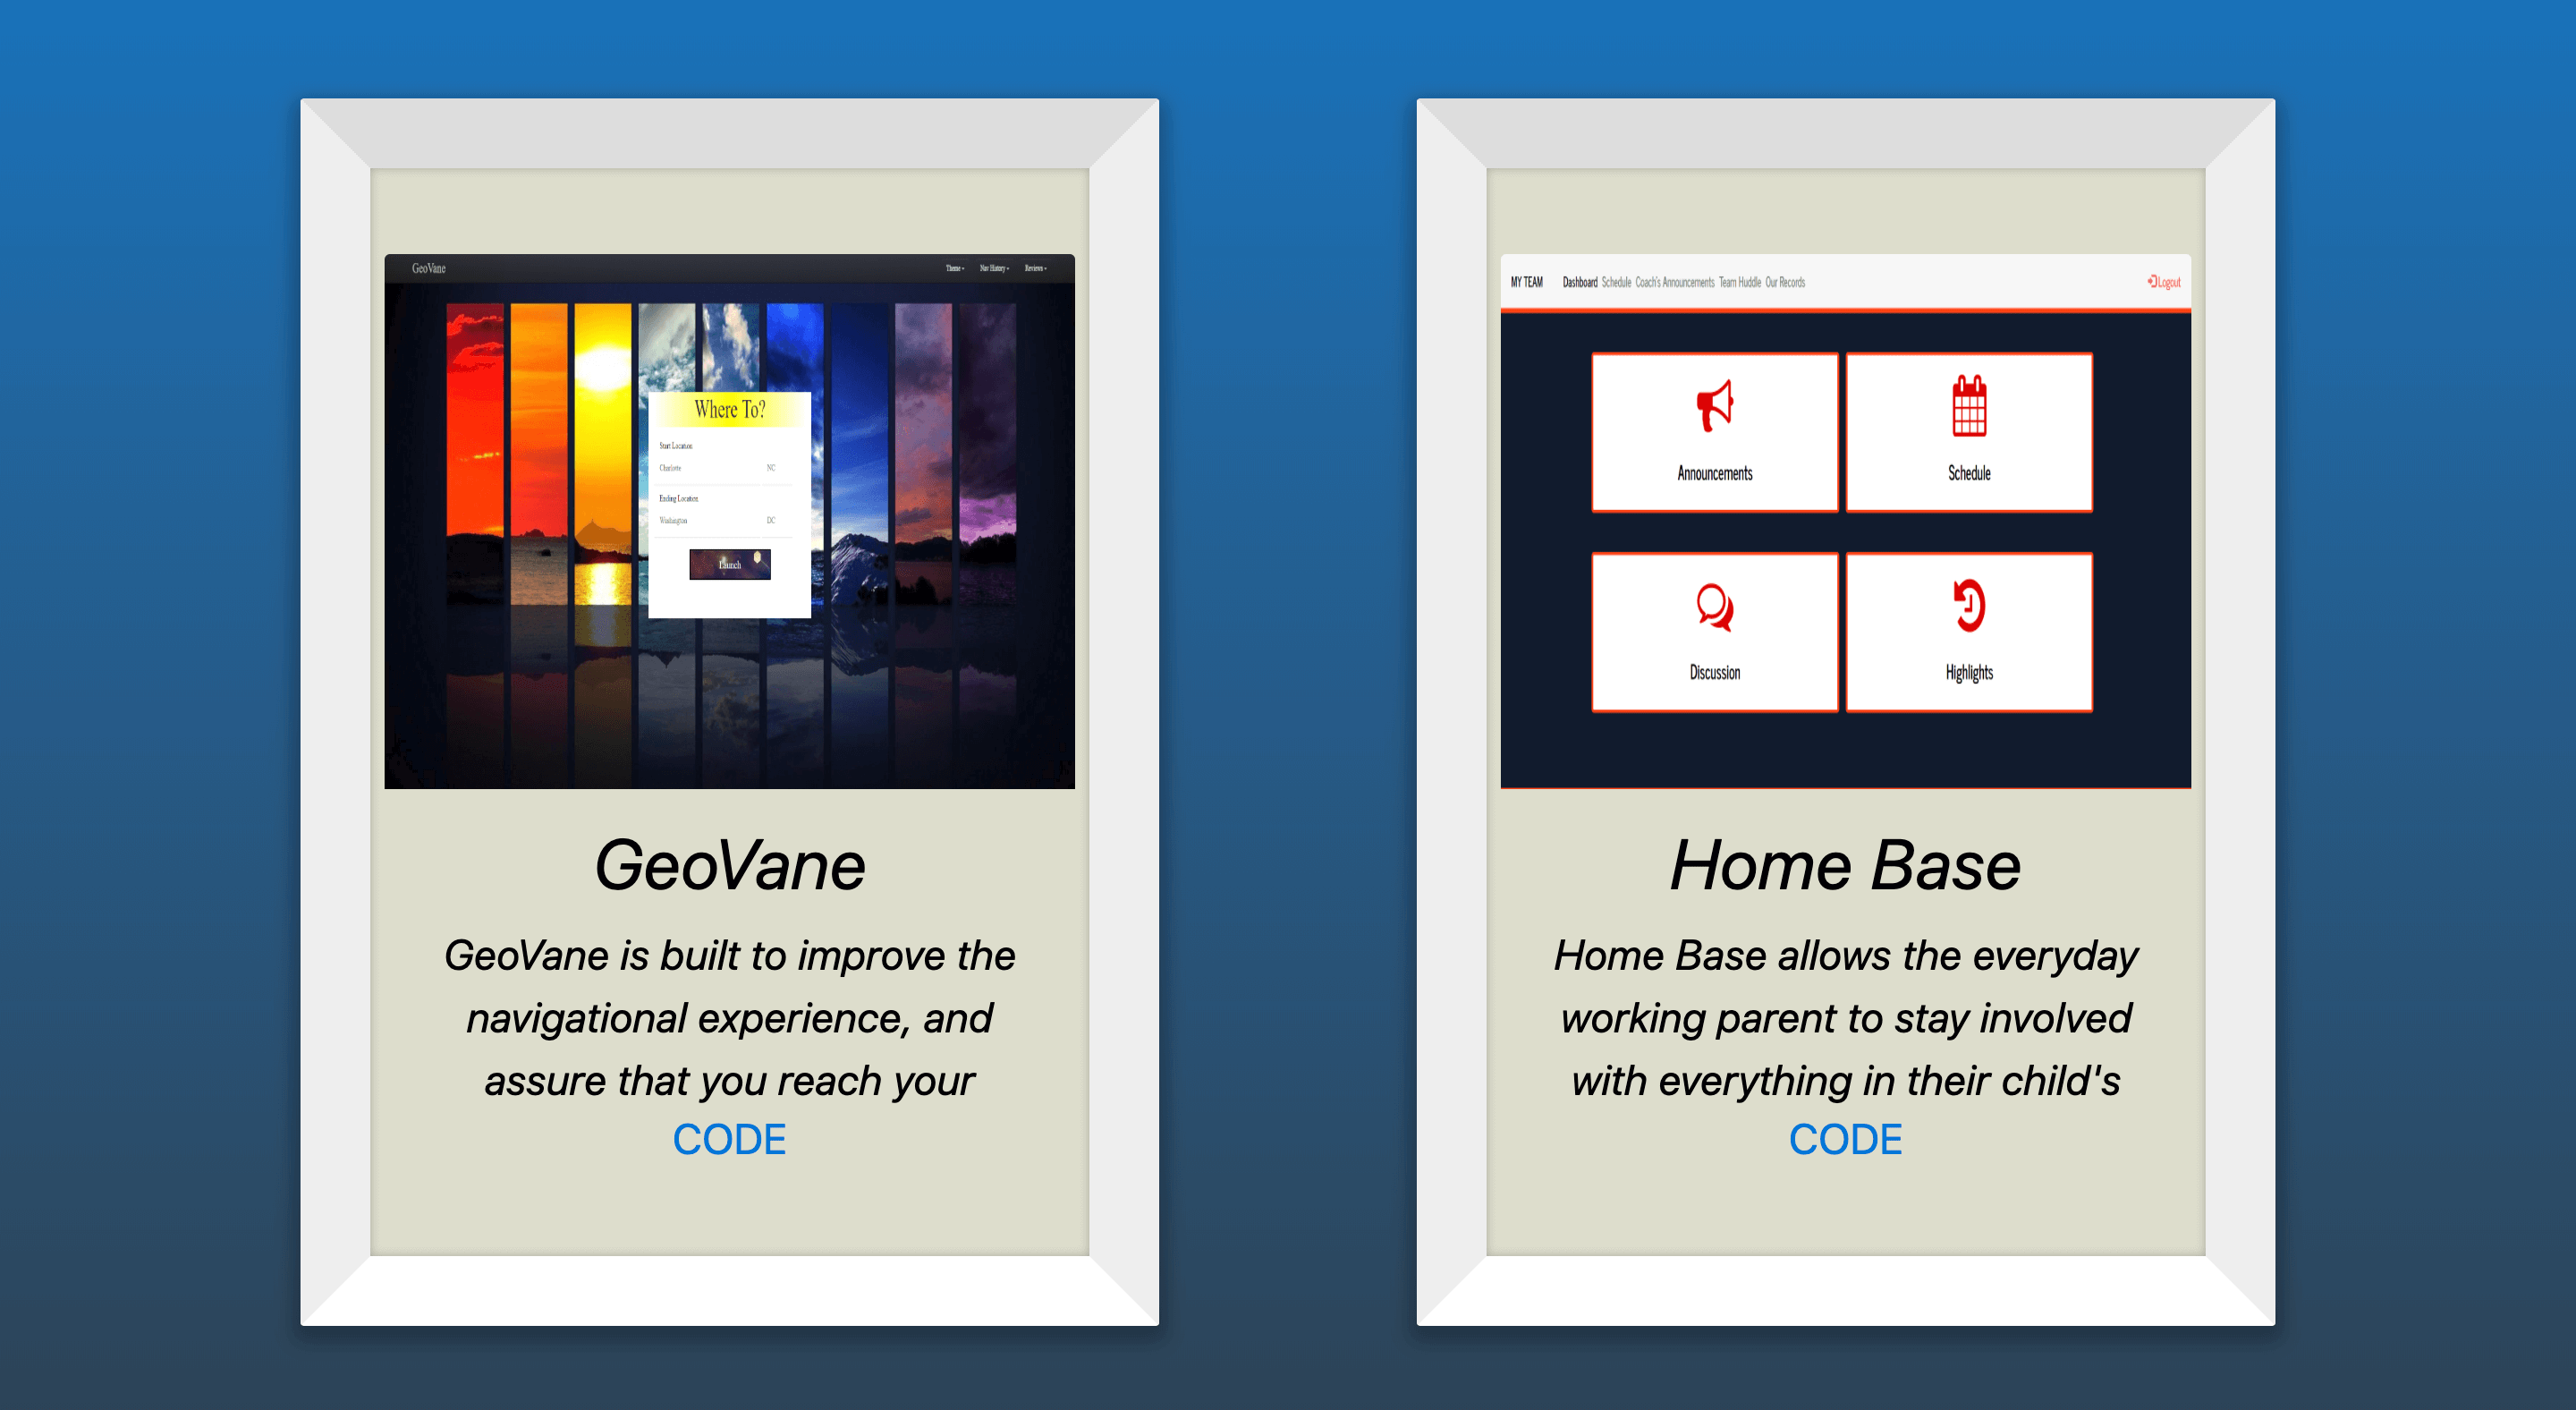 GeoVane
Theme Nav History Reviews
Where To?
Start Location
Charlotte NC
Ending Location
Washington DC
Launch
GeoVane
GeoVane is built to improve the
navigational experience, and
assure that you reach your
CODE
MY TEAM Dashboard Schedule Coach's Announcements Team Huddle Our Records Logout
Announcements
Schedule
Discussion
Highlights
Home Base
Home Base allows the everyday
working parent to stay involved
with everything in their child's
CODE